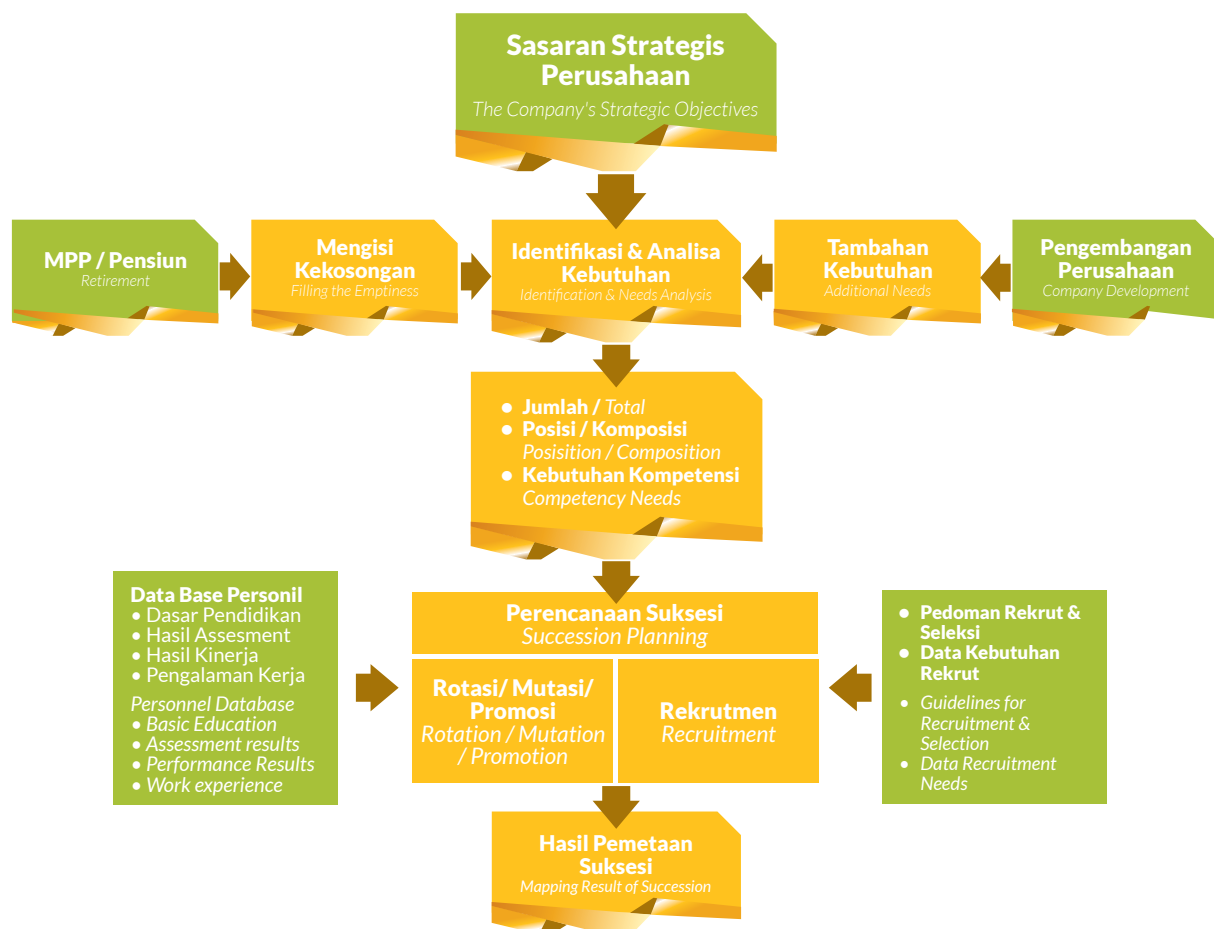 Sasaran Strategis
Perusahaan
The Company's Strategic Objectives
MPP / Pensiun
Retirement
Mengisi
Kekosongan
Filling the Emptiness
Identifikasi & Analisa
Kebutuhan
Identification & Needs Analysis
Tambahan
Kebutuhan
Additional Needs
Pengembangan
Perusahaan
Company Development
• Jumlah / Total
• Posisi / Komposisi
Posisition / Composition
• Kebutuhan Kompetensi
Competency Needs
Data Base Personil
• Dasar Pendidikan
• Hasil Assesment
• Hasil Kinerja
• Pengalaman Kerja
Personnel Database
• Basic Education
• Assessment results
• Performance Results
• Work experience
Perencanaan Suksesi
Succession Planning
Rotasi/ Mutasi/
Promosi
Rotation / Mutation
/ Promotion
Rekrutmen
Recruitment
• Pedoman Rekrut &
Seleksi
• Data Kebutuhan
Rekrut
• Guidelines for
Recruitment &
Selection
• Data Recruitment
Needs
Hasil Pemetaan
Suksesi
Mapping Result of Succession